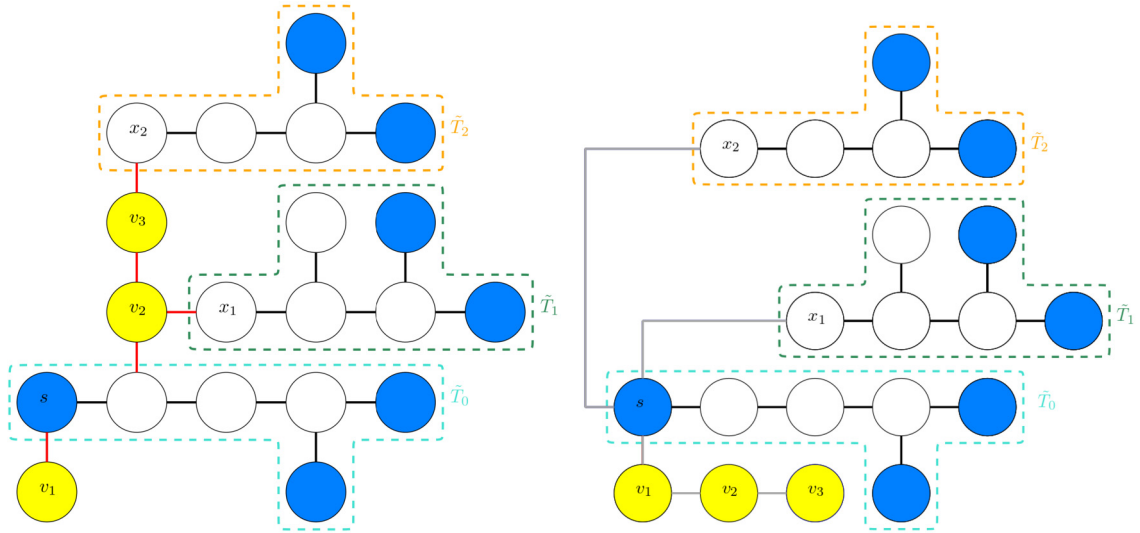 x₂ T̃₂
v₃
v₂ x₁ T̃₁
s T̃₀
v₁
x₂ T̃₂
x₁ T̃₁
s T̃₀
v₁ v₂ v₃